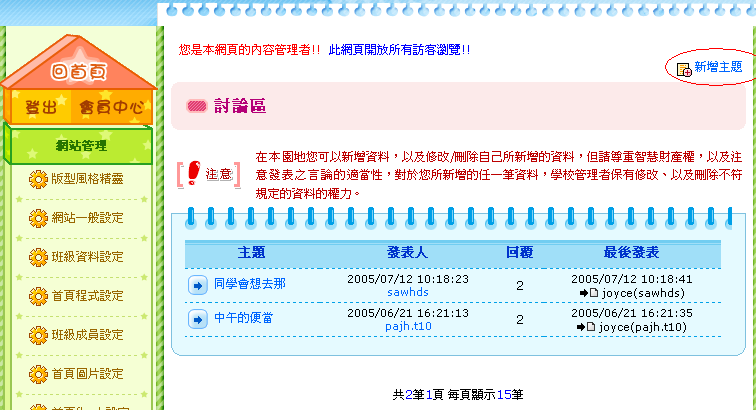 您是本網頁的內容管理者!! 此網頁開放所有訪客瀏覽!!
新增主題
回首頁
登出 會員中心
網站管理
版型風格精靈
網站一般設定
班級資料設定
首頁程式設定
班級成員設定
首頁圖片設定
討論區
注意
在本園地您可以新增資料，以及修改/刪除自己所新增的資料，但請尊重智慧財產權，以及注
意發表之言論的適當性，對於您所新增的任一筆資料，學校管理者保有修改、以及刪除不符
規定的資料的權力。
主題 發表人 回覆 最後發表
同學會想去那 2005/07/12 10:18:23 2 2005/07/12 10:18:41
sawhds joyce(sawhds)
中午的便當 2005/06/21 16:21:13 2 2005/06/21 16:21:35
pajh.t10 joyce(pajh.t10)
共2筆1頁 每頁顯示15筆